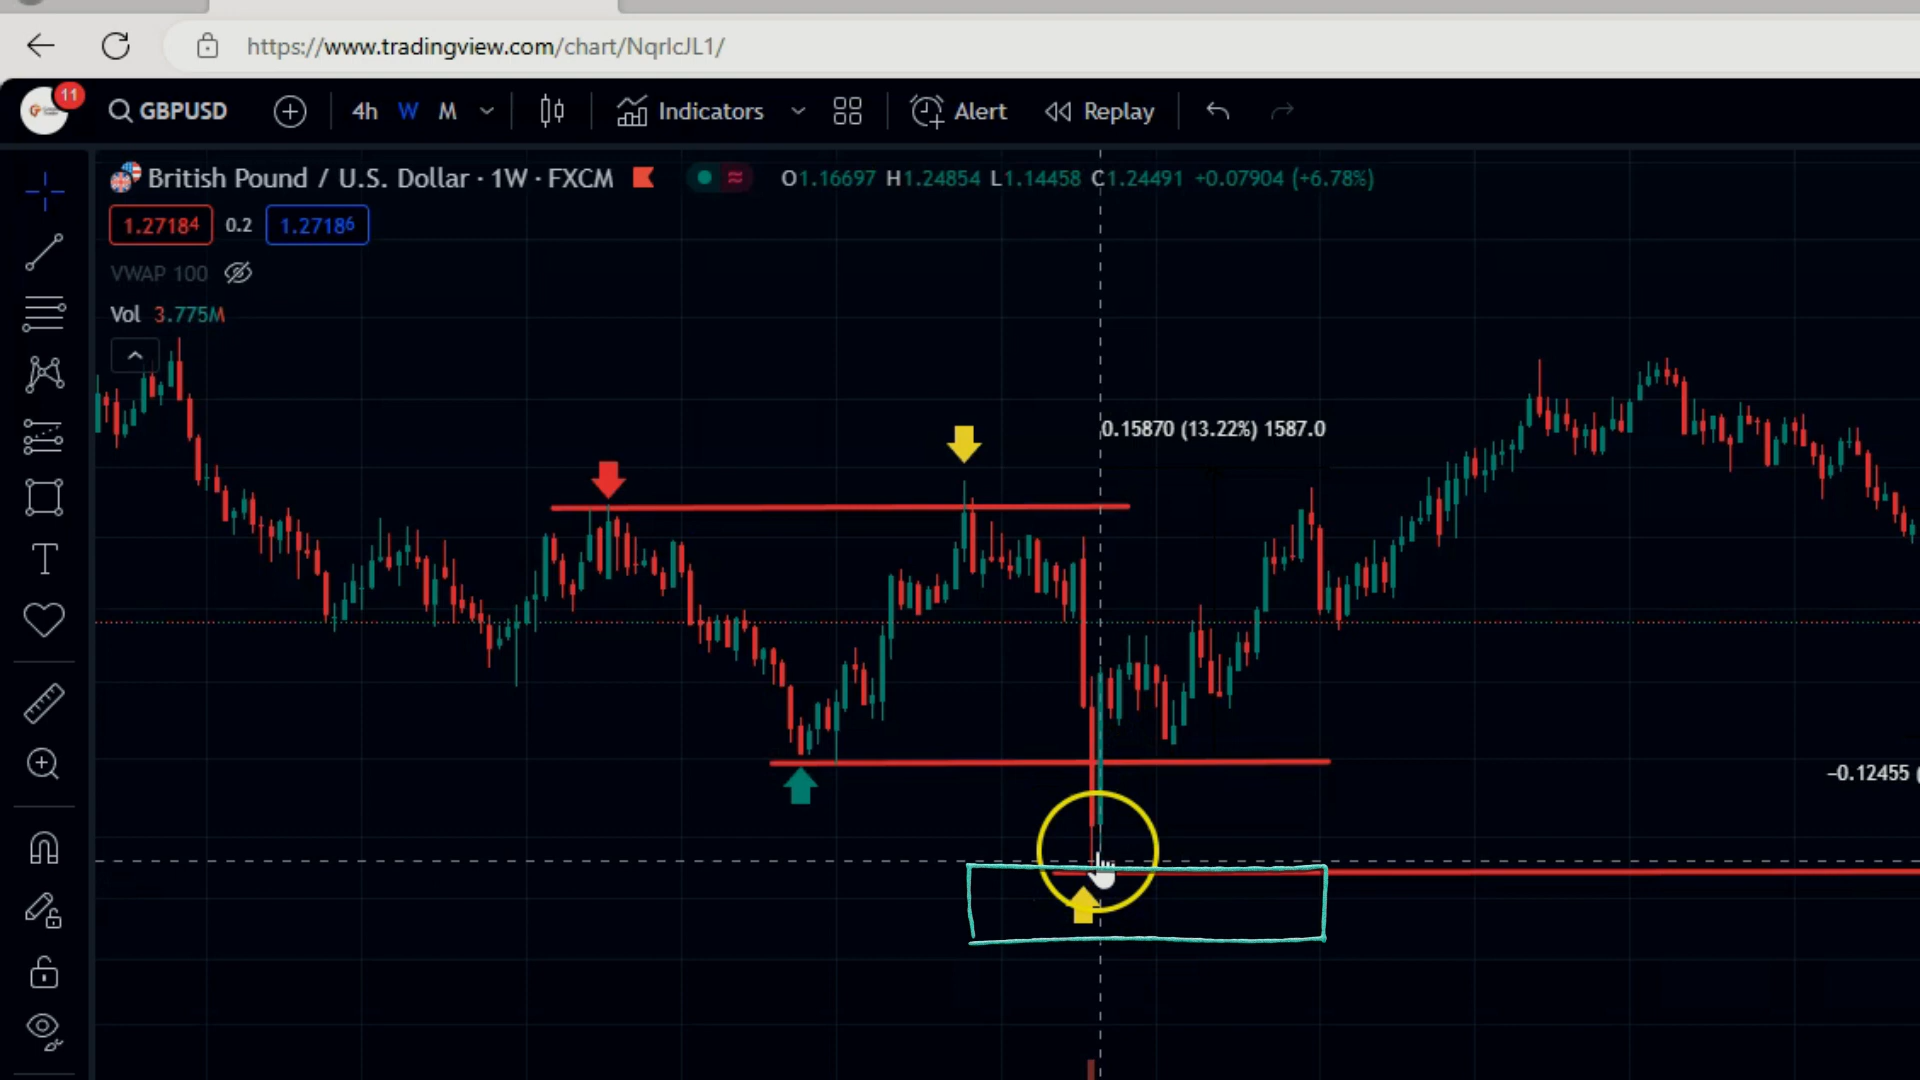 https://www.tradingview.com/chart/NqrIcJL1/
11
GBPUSD 4h W M Indicators Alert Replay
British Pound / U.S. Dollar · 1W · FXCM O1.16697 H1.24854 L1.14458 C1.24491 +0.07904 (+6.78%)
1.27184 0.2 1.27186
VWAP 100
Vol 3.775M
0.15870 (13.22%) 1587.0
−0.12455 (